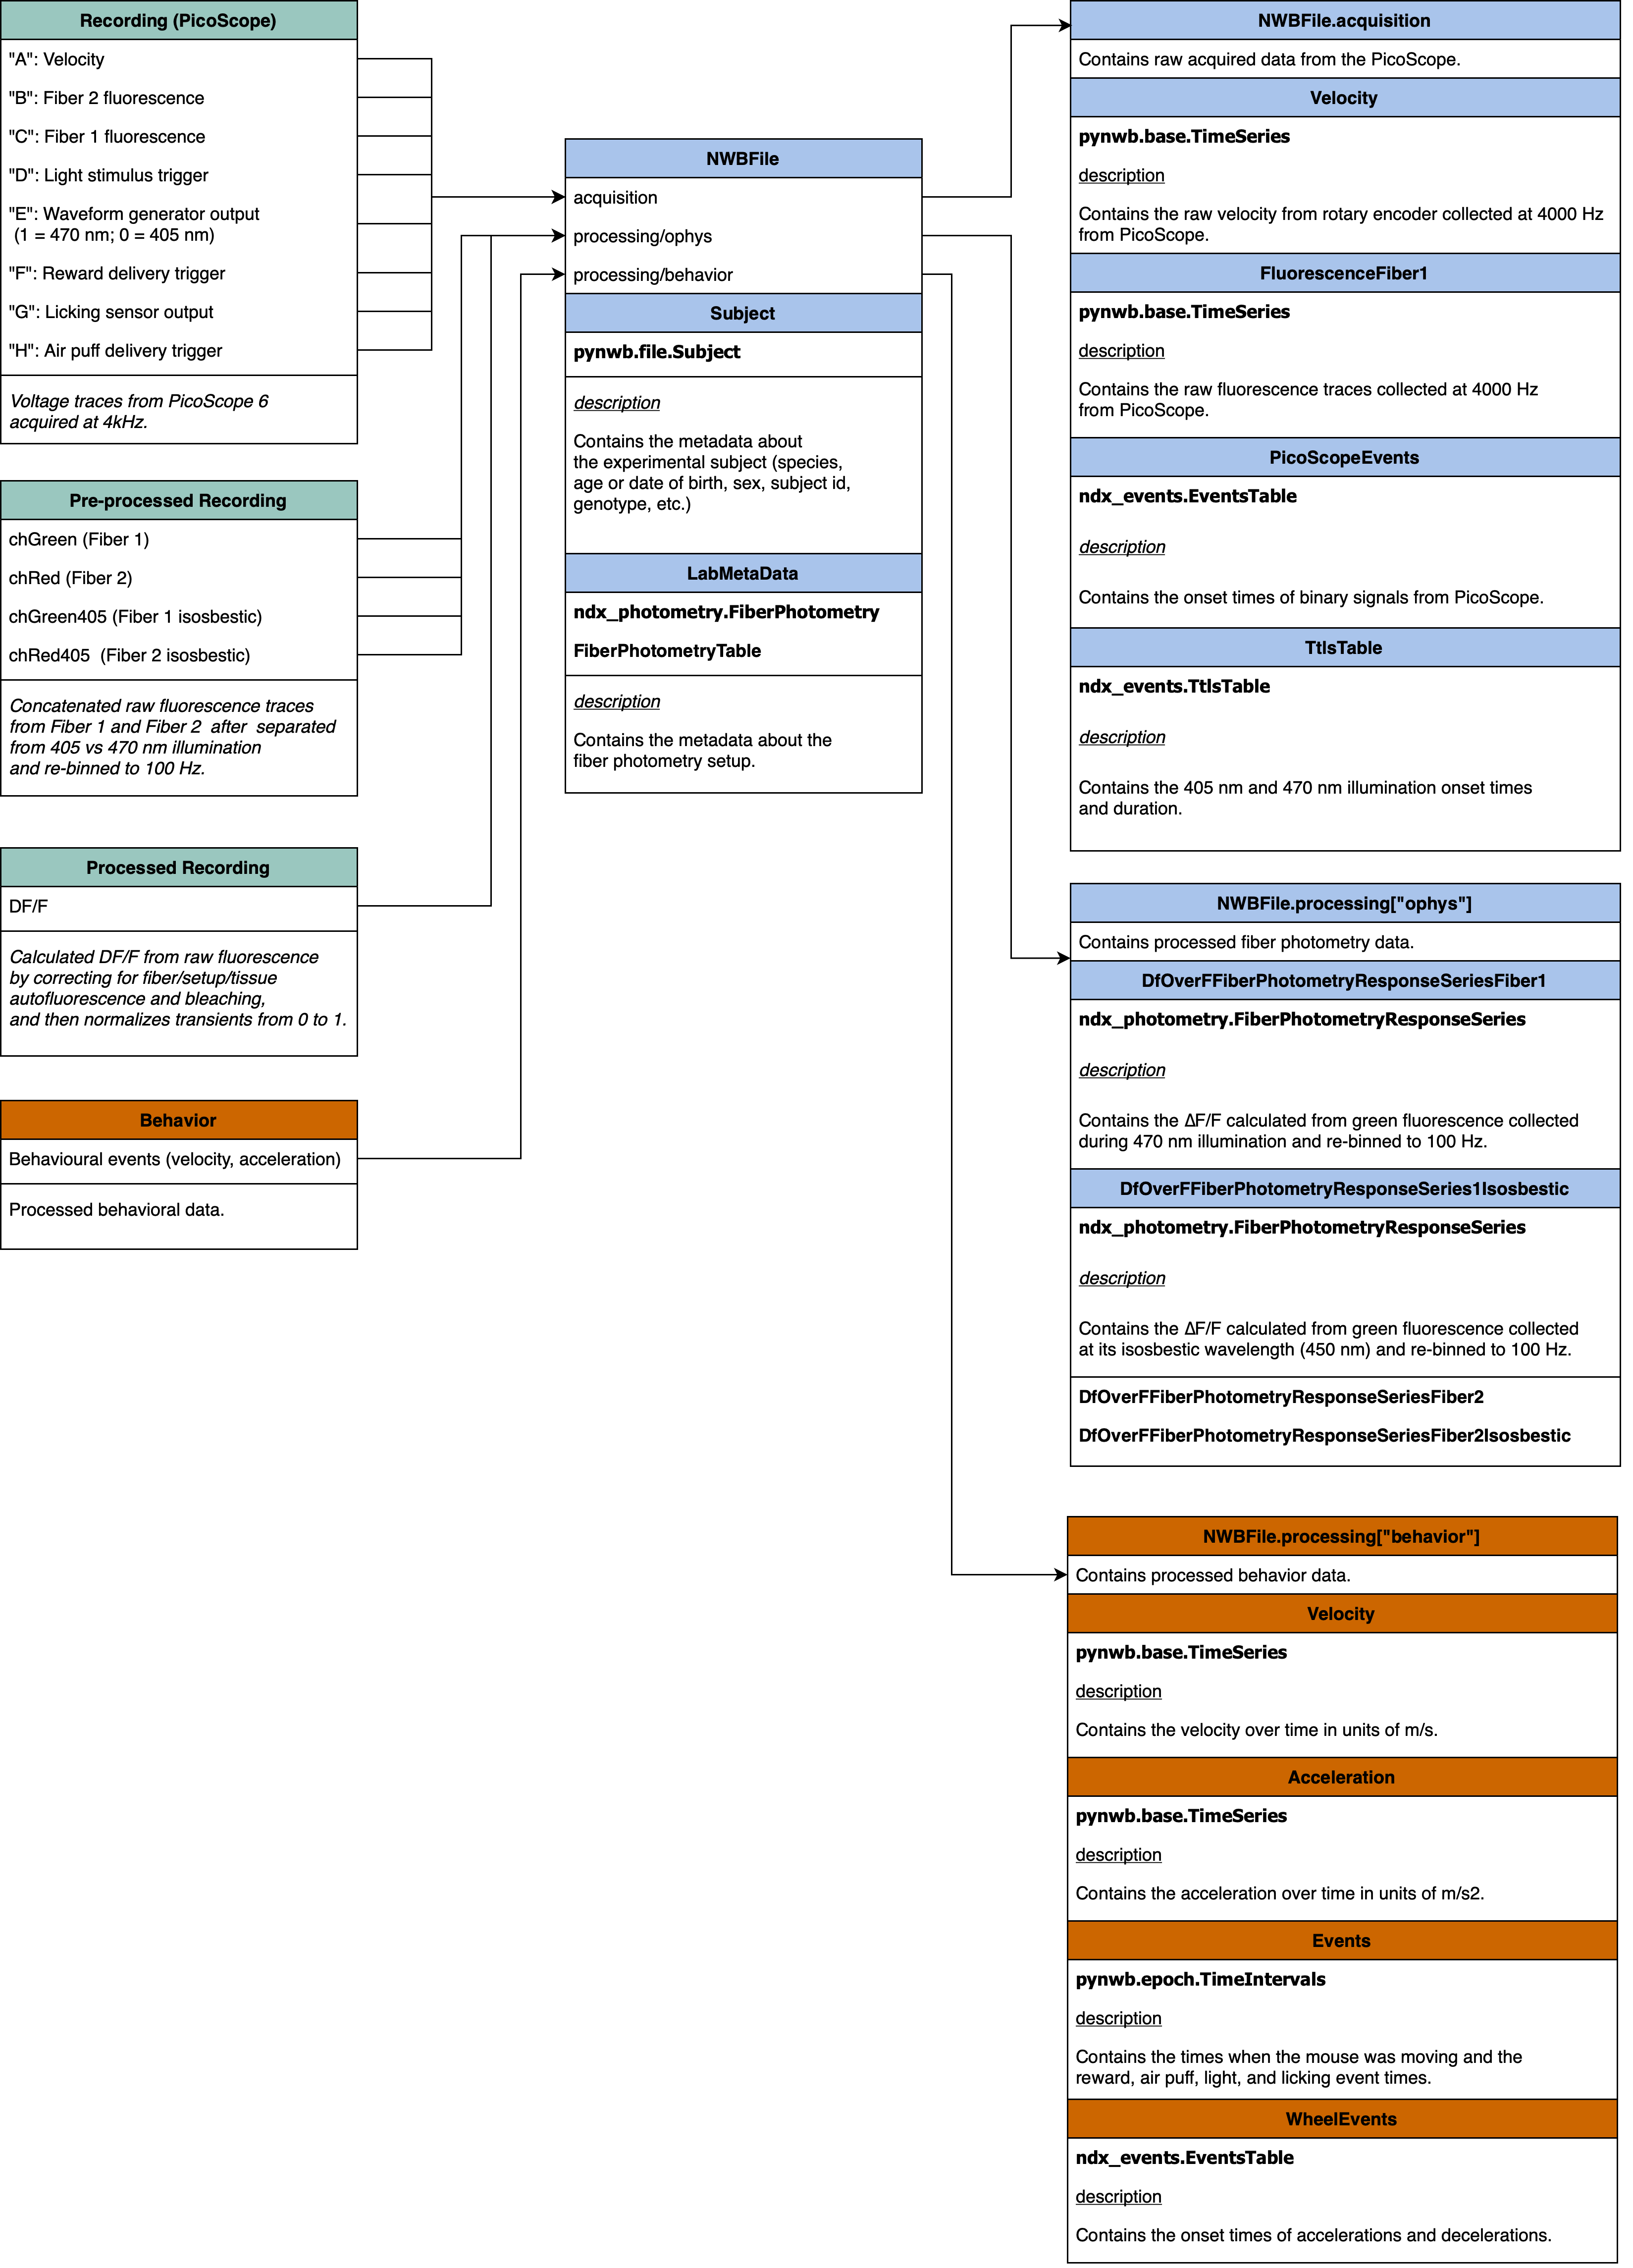 Recording (PicoScope)
"A": Velocity
"B": Fiber 2 fluorescence
"C": Fiber 1 fluorescence
"D": Light stimulus trigger
"E": Waveform generator output
(1 = 470 nm; 0 = 405 nm)
"F": Reward delivery trigger
"G": Licking sensor output
"H": Air puff delivery trigger
Voltage traces from PicoScope 6
acquired at 4kHz.
Pre-processed Recording
chGreen (Fiber 1)
chRed (Fiber 2)
chGreen405 (Fiber 1 isosbestic)
chRed405 (Fiber 2 isosbestic)
Concatenated raw fluorescence traces
from Fiber 1 and Fiber 2 after separated
from 405 vs 470 nm illumination
and re-binned to 100 Hz.
Processed Recording
DF/F
Calculated DF/F from raw fluorescence
by correcting for fiber/setup/tissue
autofluorescence and bleaching,
and then normalizes transients from 0 to 1.
Behavior
Behavioural events (velocity, acceleration)
Processed behavioral data.
NWBFile
acquisition
processing/ophys
processing/behavior
Subject
pynwb.file.Subject
description
Contains the metadata about
the experimental subject (species,
age or date of birth, sex, subject id,
genotype, etc.)
LabMetaData
ndx_photometry.FiberPhotometry
FiberPhotometryTable
description
Contains the metadata about the
fiber photometry setup.
NWBFile.acquisition
Contains raw acquired data from the PicoScope.
Velocity
pynwb.base.TimeSeries
description
Contains the raw velocity from rotary encoder collected at 4000 Hz
from PicoScope.
FluorescenceFiber1
pynwb.base.TimeSeries
description
Contains the raw fluorescence traces collected at 4000 Hz
from PicoScope.
PicoScopeEvents
ndx_events.EventsTable
description
Contains the onset times of binary signals from PicoScope.
TtlsTable
ndx_events.TtlsTable
description
Contains the 405 nm and 470 nm illumination onset times
and duration.
NWBFile.processing["ophys"]
Contains processed fiber photometry data.
DfOverFFiberPhotometryResponseSeriesFiber1
ndx_photometry.FiberPhotometryResponseSeries
description
Contains the ΔF/F calculated from green fluorescence collected
during 470 nm illumination and re-binned to 100 Hz.
DfOverFFiberPhotometryResponseSeries1Isosbestic
ndx_photometry.FiberPhotometryResponseSeries
description
Contains the ΔF/F calculated from green fluorescence collected
at its isosbestic wavelength (450 nm) and re-binned to 100 Hz.
DfOverFFiberPhotometryResponseSeriesFiber2
DfOverFFiberPhotometryResponseSeriesFiber2Isosbestic
NWBFile.processing["behavior"]
Contains processed behavior data.
Velocity
pynwb.base.TimeSeries
description
Contains the velocity over time in units of m/s.
Acceleration
pynwb.base.TimeSeries
description
Contains the acceleration over time in units of m/s2.
Events
pynwb.epoch.TimeIntervals
description
Contains the times when the mouse was moving and the
reward, air puff, light, and licking event times.
WheelEvents
ndx_events.EventsTable
description
Contains the onset times of accelerations and decelerations.